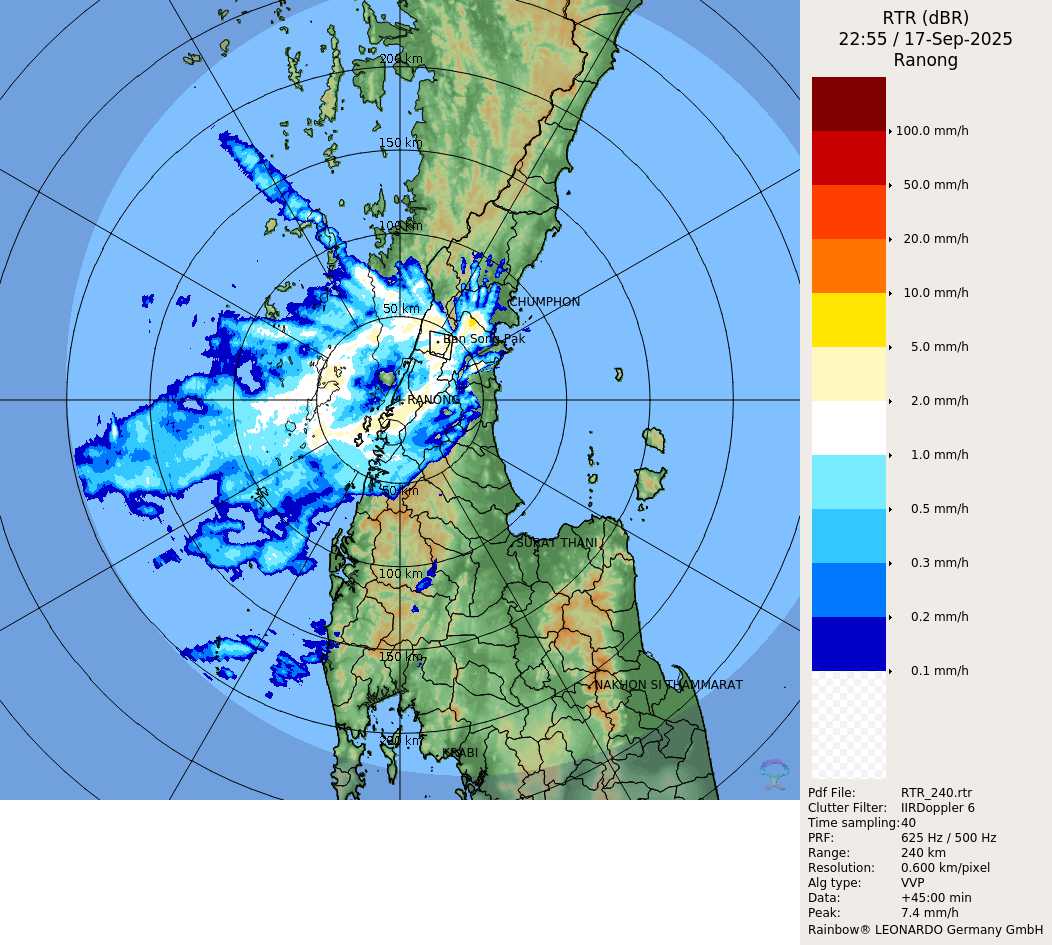 RTR (dBR)
22:55 / 17-Sep-2025
Ranong
100.0 mm/h
50.0 mm/h
20.0 mm/h
10.0 mm/h
5.0 mm/h
2.0 mm/h
1.0 mm/h
0.5 mm/h
0.3 mm/h
0.2 mm/h
0.1 mm/h
200 km
150 km
100 km
50 km
CHUMPHON
Ban Song Pak
RANONG
50 km
SURAT THANI
100 km
150 km
NAKHON SI THAMMARAT
200 km
KRABI
Pdf File: RTR_240.rtr
Clutter Filter: IIRDoppler 6
Time sampling:40
PRF: 625 Hz / 500 Hz
Range: 240 km
Resolution: 0.600 km/pixel
Alg type: VVP
Data: +45:00 min
Peak: 7.4 mm/h
Rainbow® LEONARDO Germany GmbH